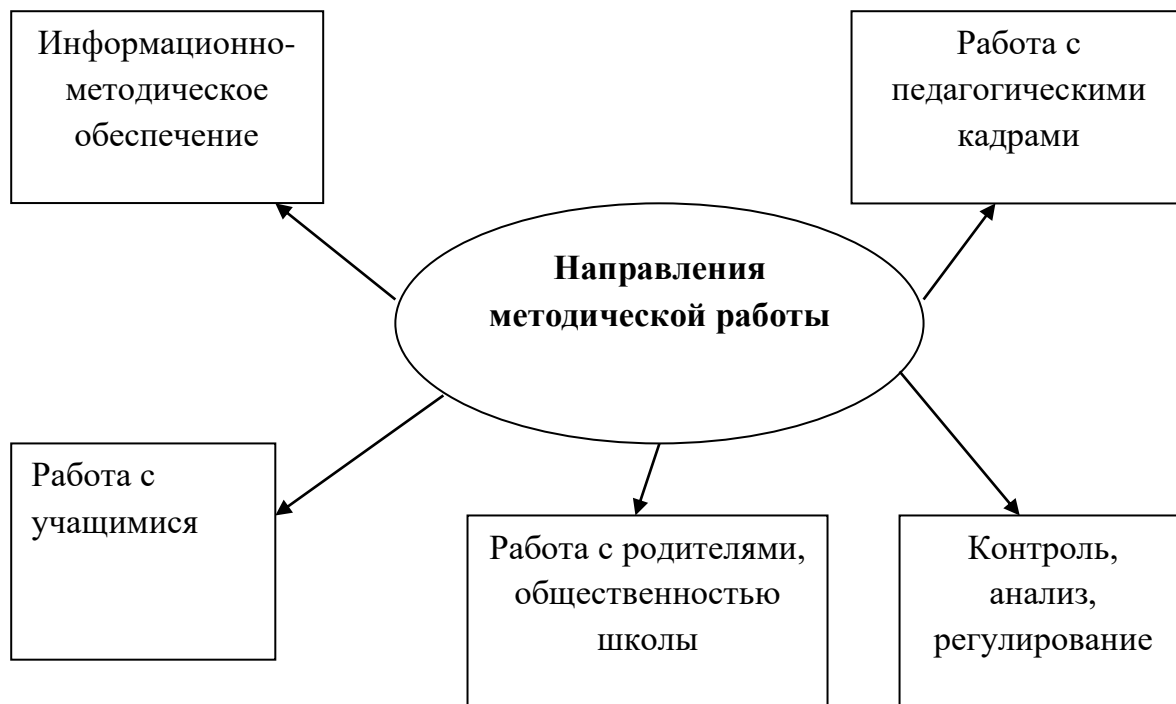 Информационно-
методическое
обеспечение
Работа с
педагогическими
кадрами
Направления
методической работы
Работа с
учащимися
Работа с родителями,
общественностью
школы
Контроль,
анализ,
регулирование